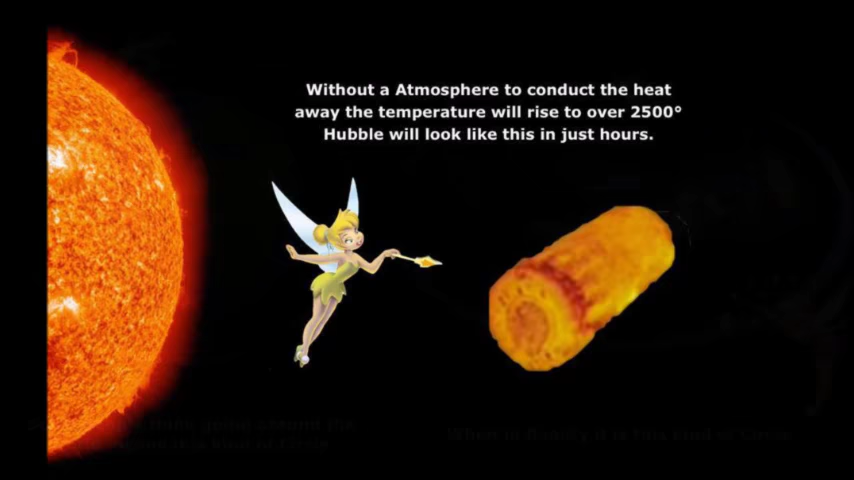 Without a Atmosphere to conduct the heat
away the temperature will rise to over 2500°
Hubble will look like this in just hours.